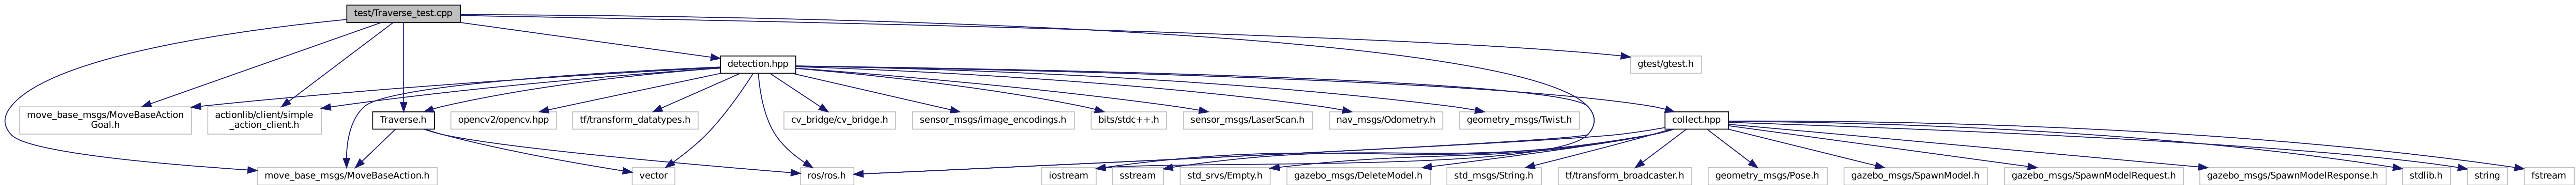 test/Traverse_test.cpp
detection.hpp
gtest/gtest.h
move_base_msgs/MoveBaseAction
Goal.h
actionlib/client/simple
_action_client.h
Traverse.h
opencv2/opencv.hpp
tf/transform_datatypes.h
cv_bridge/cv_bridge.h
sensor_msgs/image_encodings.h
bits/stdc++.h
sensor_msgs/LaserScan.h
nav_msgs/Odometry.h
geometry_msgs/Twist.h
collect.hpp
move_base_msgs/MoveBaseAction.h
vector
ros/ros.h
iostream
sstream
std_srvs/Empty.h
gazebo_msgs/DeleteModel.h
std_msgs/String.h
tf/transform_broadcaster.h
geometry_msgs/Pose.h
gazebo_msgs/SpawnModel.h
gazebo_msgs/SpawnModelRequest.h
gazebo_msgs/SpawnModelResponse.h
stdlib.h
string
fstream